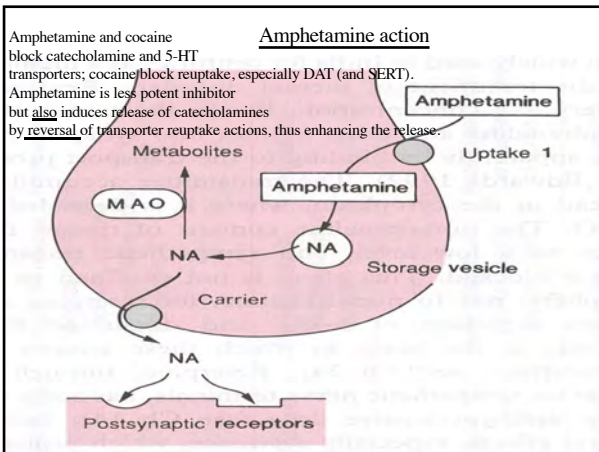 Amphetamine action
Amphetamine and cocaine
block catecholamine and 5-HT
transporters; cocaine block reuptake, especially DAT (and SERT).
Amphetamine is less potent inhibitor
but also induces release of catecholamines
by reversal of transporter reuptake actions, thus enhancing the release.
Amphetamine
Uptake 1
Metabolites
Amphetamine
MAO
NA
NA
Storage vesicle
Carrier
NA
Postsynaptic receptors